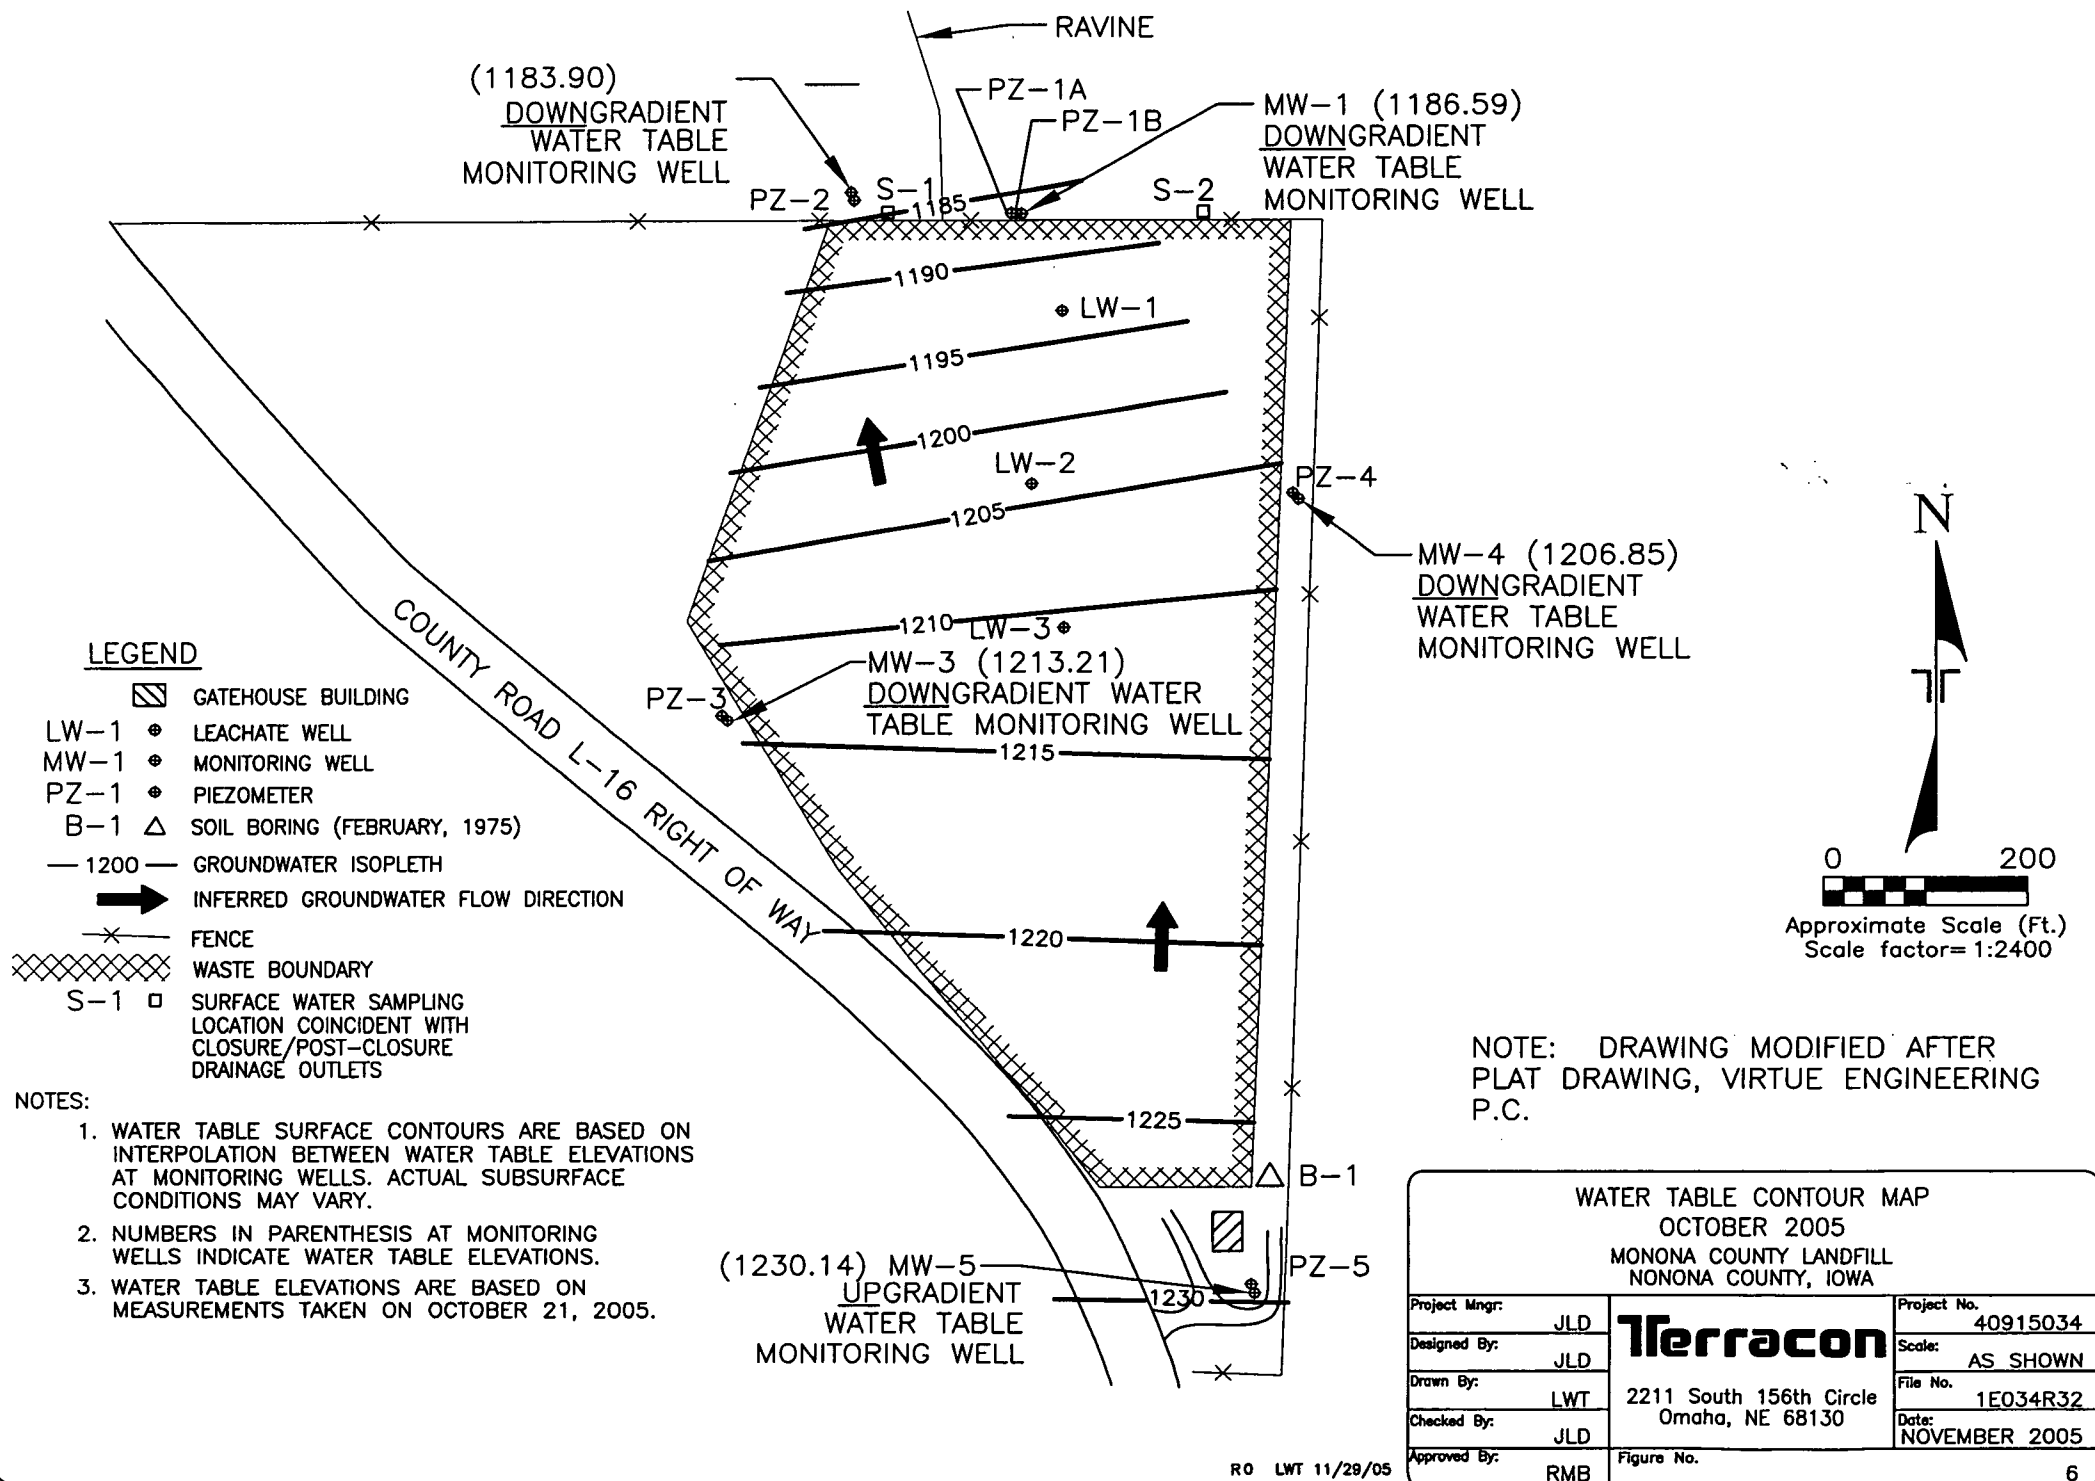 RAVINE
(1183.90)
DOWNGRADIENT
WATER TABLE
MONITORING WELL
PZ-1A
PZ-1B
MW-1 (1186.59)
DOWNGRADIENT
WATER TABLE
MONITORING WELL
PZ-2
S-1
1185
S-2
1190
LW-1
1195
1200
LW-2
PZ-4
1205
MW-4 (1206.85)
DOWNGRADIENT
WATER TABLE
MONITORING WELL
1210
LW-3
MW-3 (1213.21)
DOWNGRADIENT WATER
TABLE MONITORING WELL
PZ-3
1215
COUNTY ROAD L-16 RIGHT OF WAY
1220
1225
B-1
(1230.14) MW-5
UPGRADIENT
WATER TABLE
MONITORING WELL
PZ-5
1230
N
0 200
Approximate Scale (Ft.)
Scale factor= 1:2400
LEGEND
GATEHOUSE BUILDING
LW-1 LEACHATE WELL
MW-1 MONITORING WELL
PZ-1 PIEZOMETER
B-1 SOIL BORING (FEBRUARY, 1975)
1200 GROUNDWATER ISOPLETH
INFERRED GROUNDWATER FLOW DIRECTION
FENCE
WASTE BOUNDARY
S-1 SURFACE WATER SAMPLING
LOCATION COINCIDENT WITH
CLOSURE/POST-CLOSURE
DRAINAGE OUTLETS
NOTES:
1. WATER TABLE SURFACE CONTOURS ARE BASED ON
INTERPOLATION BETWEEN WATER TABLE ELEVATIONS
AT MONITORING WELLS. ACTUAL SUBSURFACE
CONDITIONS MAY VARY.
2. NUMBERS IN PARENTHESIS AT MONITORING
WELLS INDICATE WATER TABLE ELEVATIONS.
3. WATER TABLE ELEVATIONS ARE BASED ON
MEASUREMENTS TAKEN ON OCTOBER 21, 2005.
NOTE: DRAWING MODIFIED AFTER
PLAT DRAWING, VIRTUE ENGINEERING
P.C.
WATER TABLE CONTOUR MAP
OCTOBER 2005
MONONA COUNTY LANDFILL
NONONA COUNTY, IOWA
Project Mngr: JLD
Designed By: JLD
Drawn By: LWT
Checked By: JLD
Approved By: RMB
Terracon
2211 South 156th Circle
Omaha, NE 68130
Project No. 40915034
Scale: AS SHOWN
File No. 1E034R32
Date: NOVEMBER 2005
Figure No. 6
R0 LWT 11/29/05